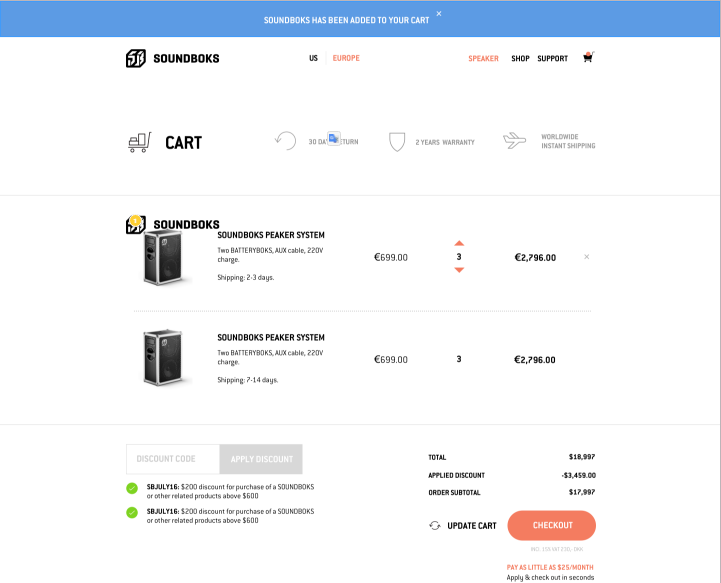 SOUNDBOKS HAS BEEN ADDED TO YOUR CART
SOUNDBOKS
US
EUROPE
SPEAKER
SHOP
SUPPORT
CART
30 DA
ETURN
2 YEARS WARRANTY
WORLDWIDE
INSTANT SHIPPING
SOUNDBOKS
SOUNDBOKS PEAKER SYSTEM
Two BATTERYBOKS, AUX cable, 220V
charge.
Shipping: 2-3 days.
€699.00
3
€2,796.00
SOUNDBOKS PEAKER SYSTEM
Two BATTERYBOKS, AUX cable, 220V
charge.
Shipping: 7-14 days.
€699.00
3
€2,796.00
DISCOUNT CODE
APPLY DISCOUNT
SBJULY16: $200 discount for purchase of a SOUNDBOKS
or other related products above $600
SBJULY16: $200 discount for purchase of a SOUNDBOKS
or other related products above $600
TOTAL
$18,997
APPLIED DISCOUNT
-$3,459.00
ORDER SUBTOTAL
$17,997
UPDATE CART
CHECKOUT
INCL. 15% VAT 230,- DKK
PAY AS LITTLE AS $25/MONTH
Apply & check out in seconds